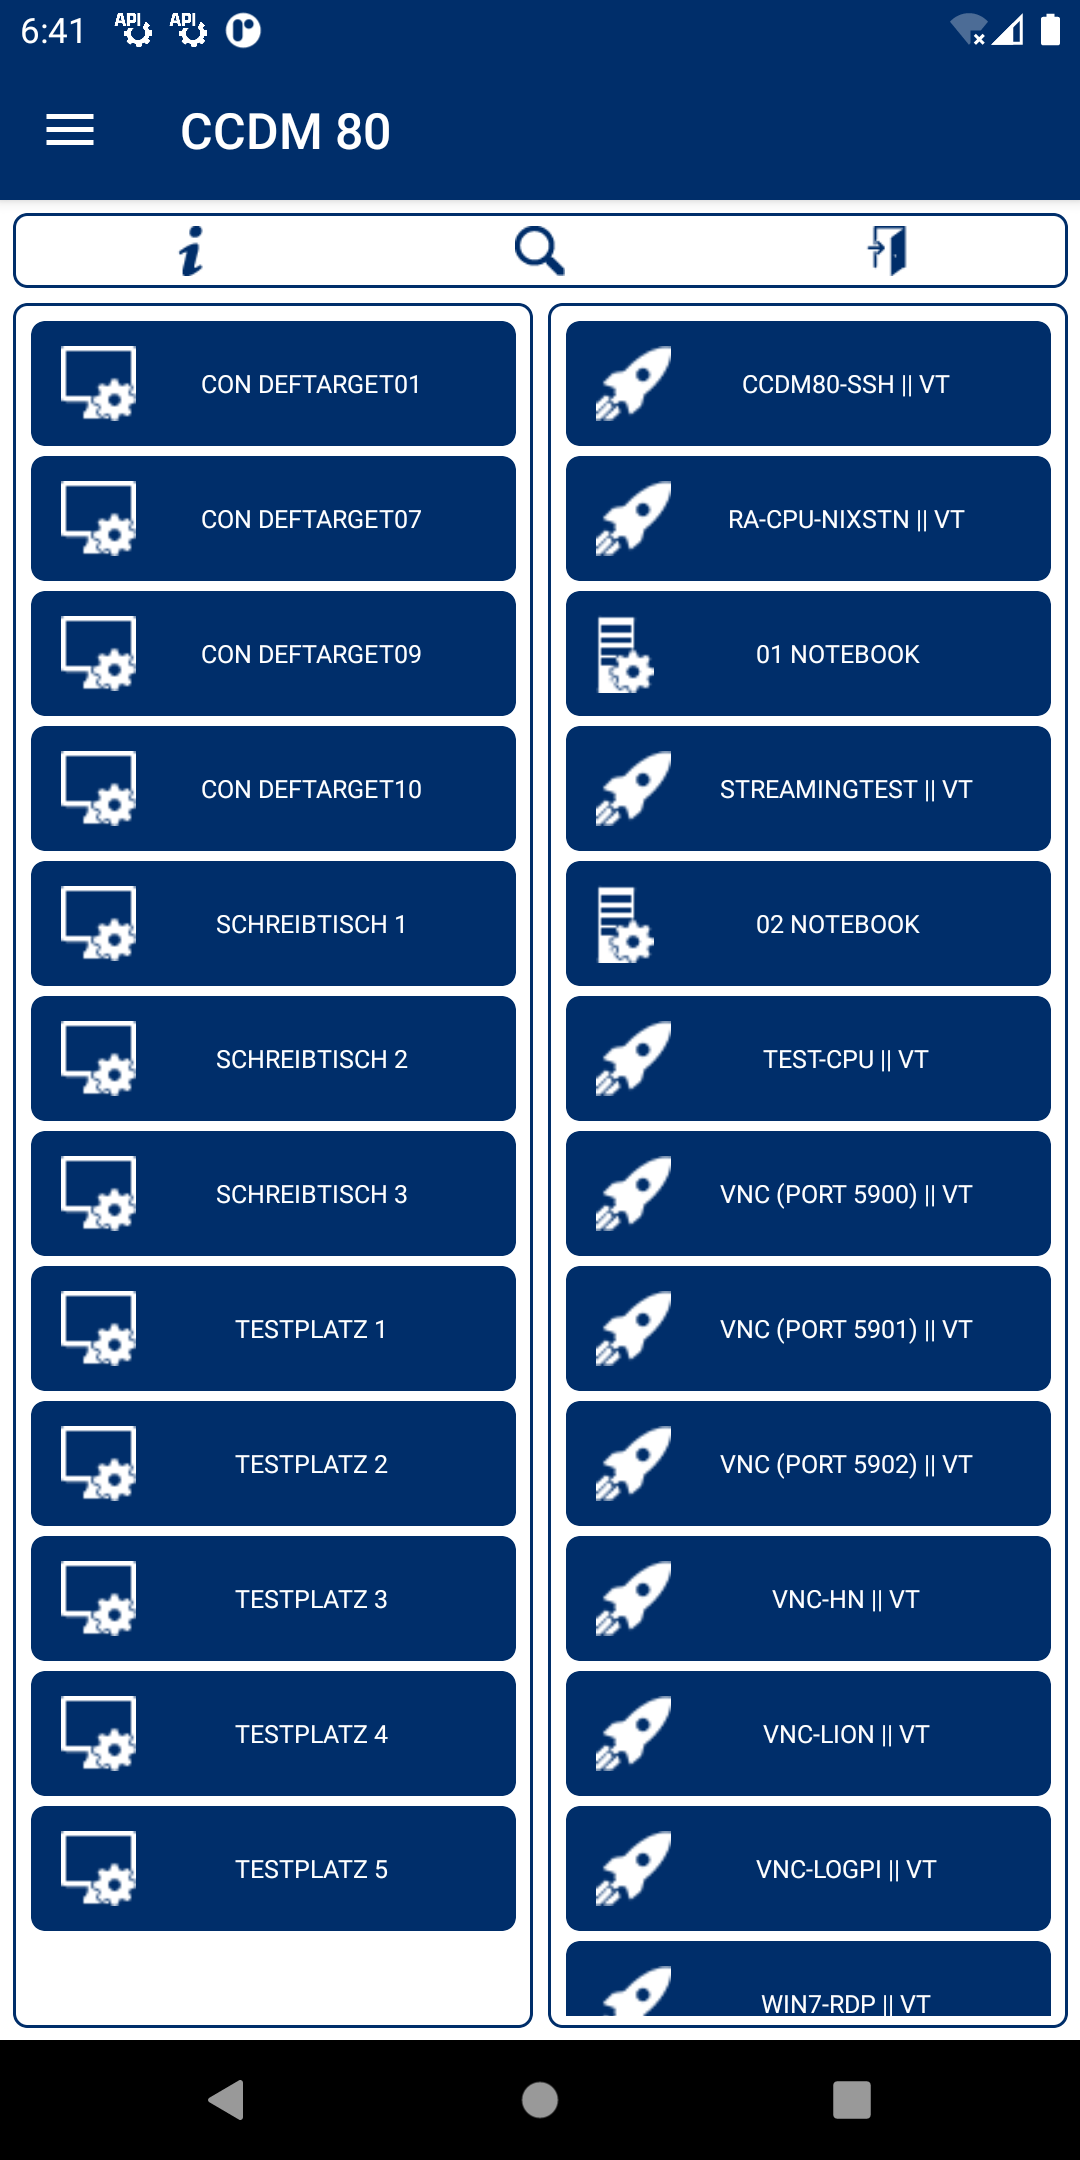 6:41 API API
CCDM 80
CON DEFTARGET01
CON DEFTARGET07
CON DEFTARGET09
CON DEFTARGET10
SCHREIBTISCH 1
SCHREIBTISCH 2
SCHREIBTISCH 3
TESTPLATZ 1
TESTPLATZ 2
TESTPLATZ 3
TESTPLATZ 4
TESTPLATZ 5
CCDM80-SSH || VT
RA-CPU-NIXSTN || VT
01 NOTEBOOK
STREAMINGTEST || VT
02 NOTEBOOK
TEST-CPU || VT
VNC (PORT 5900) || VT
VNC (PORT 5901) || VT
VNC (PORT 5902) || VT
VNC-HN || VT
VNC-LION || VT
VNC-LOGPI || VT
WIN7-RDP || VT